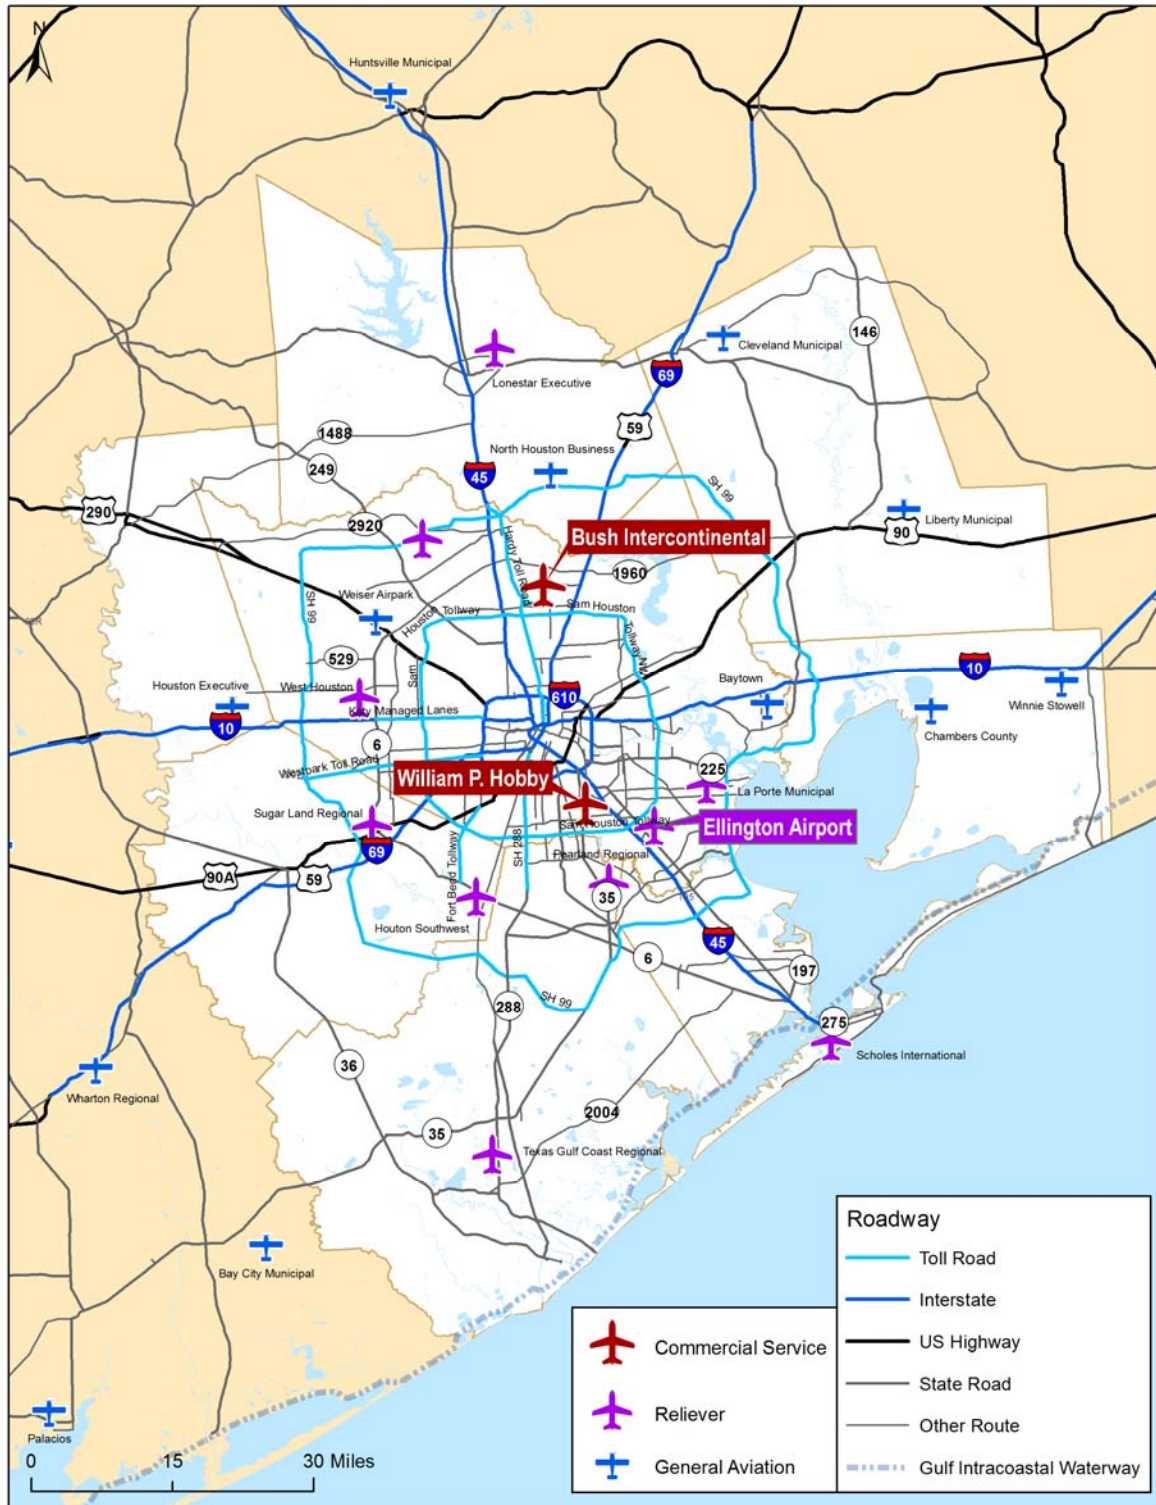 N
Huntsville Municipal
146
Cleveland Municipal
69
Lonestar Executive
59
1488
249
North Houston Business
45
SH 99
290
2920
Liberty Municipal
90
Hardy Toll Road
Bush Intercontinental
1960
SH 99
Weiser Airpark
Houston Tollway
Sam Houston
Tollway NW
529
Sam
10
Houston Executive
West Houston
610
Baytown
Winnie Stowell
Katy Managed Lanes
10
Chambers County
6
Westpark Toll Road
William P. Hobby
225
La Porte Municipal
Sugar Land Regional
Sam Houston Tollway
Ellington Airport
69
SH 288
Pearland Regional
90A
59
Fort Bend Tollway
35
Houton Southwest
45
6
197
SH 99
288
275
Scholes International
36
Wharton Regional
2004
35
Texas Gulf Coast Regional
Bay City Municipal
Palacios
0 15 30 Miles
Commercial Service
Reliever
General Aviation
Roadway
Toll Road
Interstate
US Highway
State Road
Other Route
Gulf Intracoastal Waterway